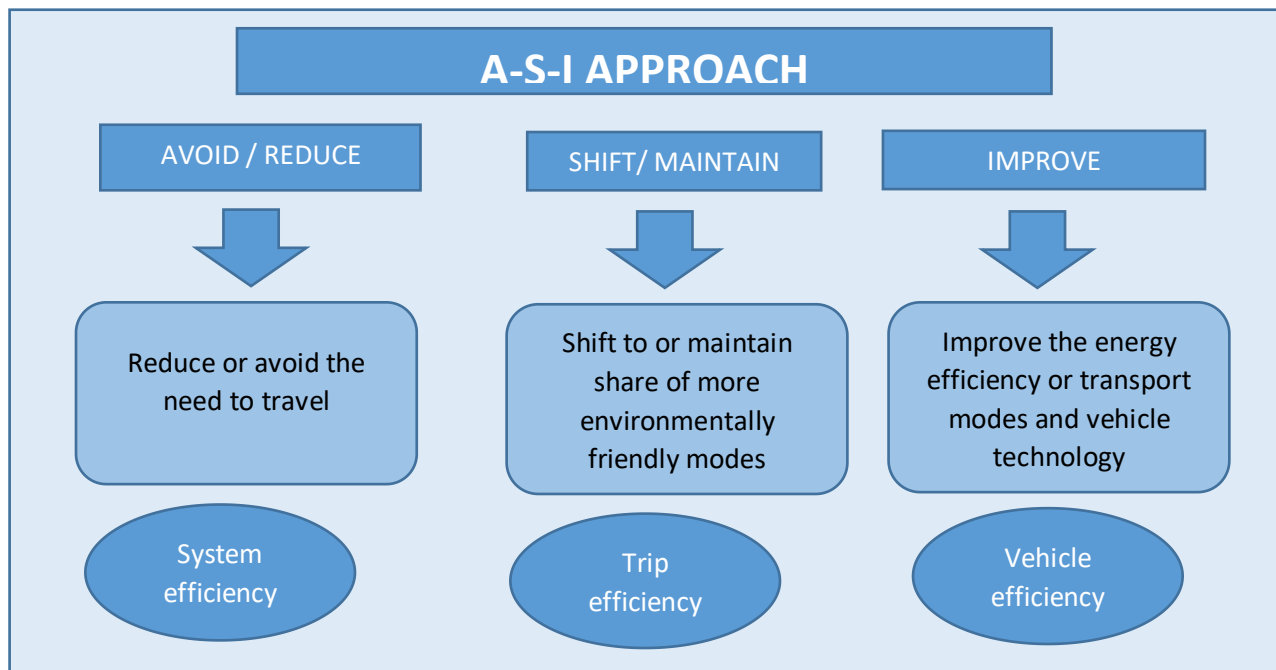 A-S-I APPROACH
AVOID / REDUCE
SHIFT/ MAINTAIN
IMPROVE
Reduce or avoid the
need to travel
Shift to or maintain
share of more
environmentally
friendly modes
Improve the energy
efficiency or transport
modes and vehicle
technology
System
efficiency
Trip
efficiency
Vehicle
efficiency